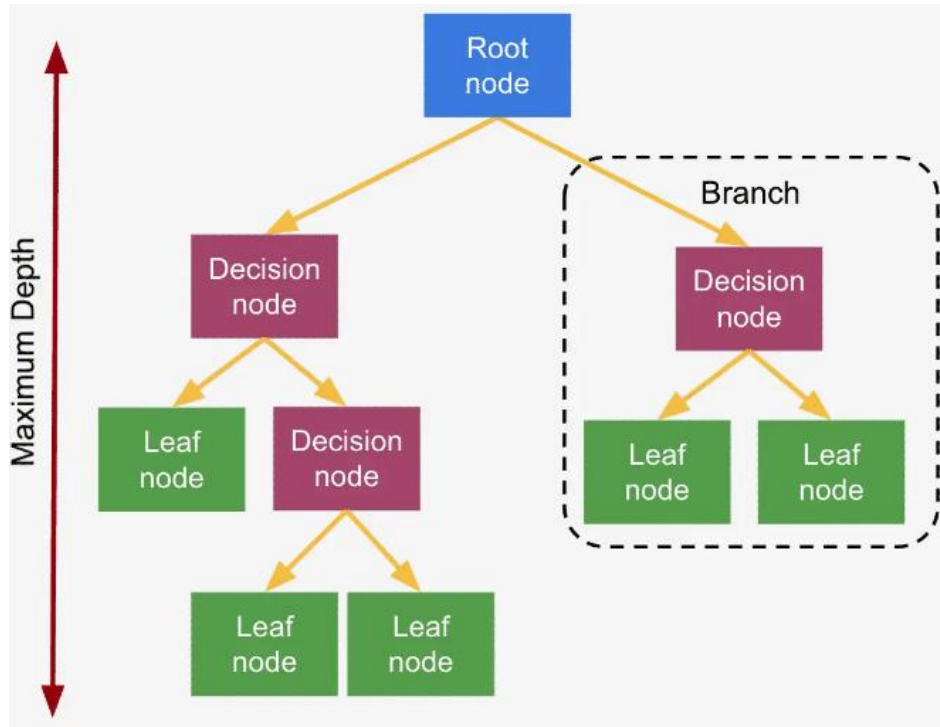 Root
node
Branch
Decision
node
Decision
node
Maximum Depth
Leaf
node
Decision
node
Leaf
node
Leaf
node
Leaf
node
Leaf
node